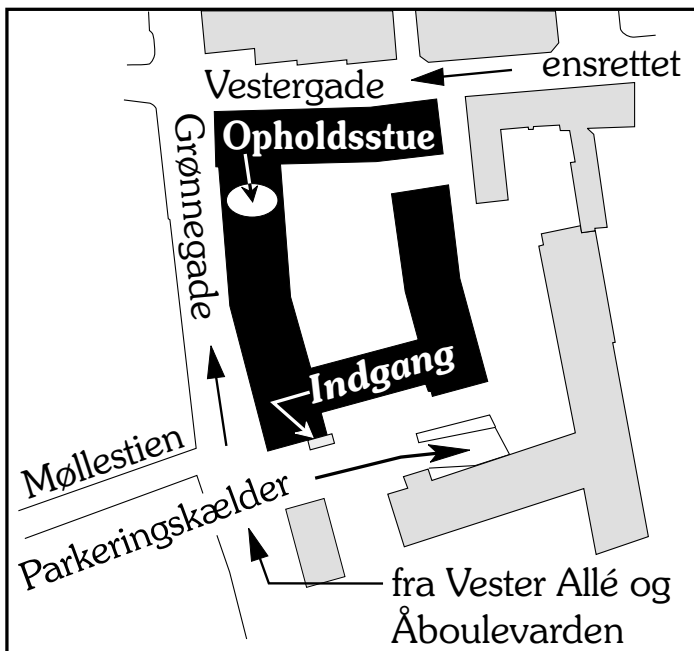 Vestergade
ensrettet
Opholdsstue
Grønnegade
Indgang
Møllestien
Parkeringskælder
fra Vester Allé og
Åboulevarden